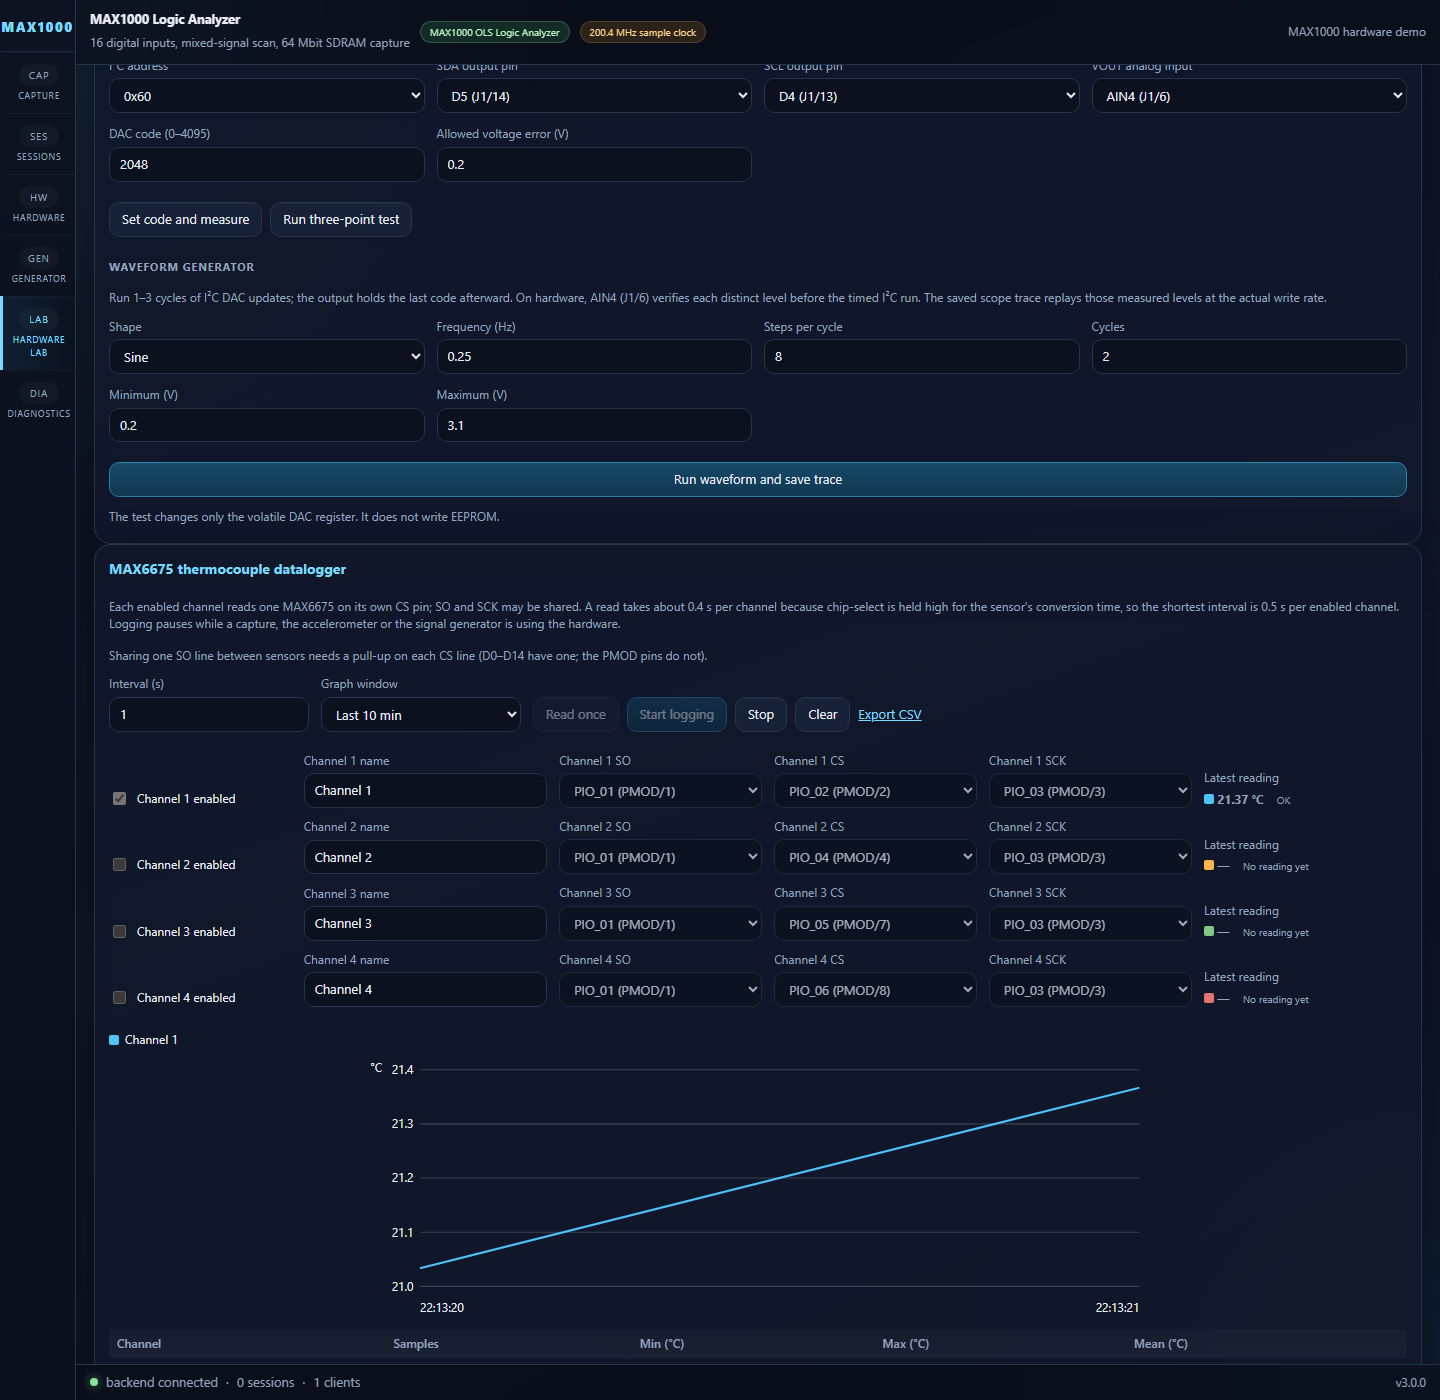 MAX1000
MAX1000 Logic Analyzer
16 digital inputs, mixed-signal scan, 64 Mbit SDRAM capture
MAX1000 OLS Logic Analyzer
200.4 MHz sample clock
MAX1000 hardware demo
CAP
CAPTURE
SES
SESSIONS
HW
HARDWARE
GEN
GENERATOR
LAB
HARDWARE
LAB
DIA
DIAGNOSTICS
I²C address SDA output pin SCL output pin VOUT analog input
0x60 D5 (J1/14) D4 (J1/13) AIN4 (J1/6)
DAC code (0–4095) Allowed voltage error (V)
2048 0.2
Set code and measure Run three-point test
WAVEFORM GENERATOR
Run 1–3 cycles of I²C DAC updates; the output holds the last code afterward. On hardware, AIN4 (J1/6) verifies each distinct level before the timed I²C run. The saved scope trace replays those measured levels at the actual write rate.
Shape Frequency (Hz) Steps per cycle Cycles
Sine 0.25 8 2
Minimum (V) Maximum (V)
0.2 3.1
Run waveform and save trace
The test changes only the volatile DAC register. It does not write EEPROM.
MAX6675 thermocouple datalogger
Each enabled channel reads one MAX6675 on its own CS pin; SO and SCK may be shared. A read takes about 0.4 s per channel because chip-select is held high for the sensor's conversion time, so the shortest interval is 0.5 s per enabled channel.
Logging pauses while a capture, the accelerometer or the signal generator is using the hardware.
Sharing one SO line between sensors needs a pull-up on each CS line (D0–D14 have one; the PMOD pins do not).
Interval (s) Graph window
1 Last 10 min Read once Start logging Stop Clear Export CSV
Channel 1 name Channel 1 SO Channel 1 CS Channel 1 SCK Latest reading
Channel 1 enabled Channel 1 PIO_01 (PMOD/1) PIO_02 (PMOD/2) PIO_03 (PMOD/3) 21.37 °C OK
Channel 2 name Channel 2 SO Channel 2 CS Channel 2 SCK Latest reading
Channel 2 enabled Channel 2 PIO_01 (PMOD/1) PIO_04 (PMOD/4) PIO_03 (PMOD/3) — No reading yet
Channel 3 name Channel 3 SO Channel 3 CS Channel 3 SCK Latest reading
Channel 3 enabled Channel 3 PIO_01 (PMOD/1) PIO_05 (PMOD/7) PIO_03 (PMOD/3) — No reading yet
Channel 4 name Channel 4 SO Channel 4 CS Channel 4 SCK Latest reading
Channel 4 enabled Channel 4 PIO_01 (PMOD/1) PIO_06 (PMOD/8) PIO_03 (PMOD/3) — No reading yet
Channel 1
°C 21.4
21.3
21.2
21.1
21.0
22:13:20 22:13:21
Channel Samples Min (°C) Max (°C) Mean (°C)
backend connected · 0 sessions · 1 clients
v3.0.0